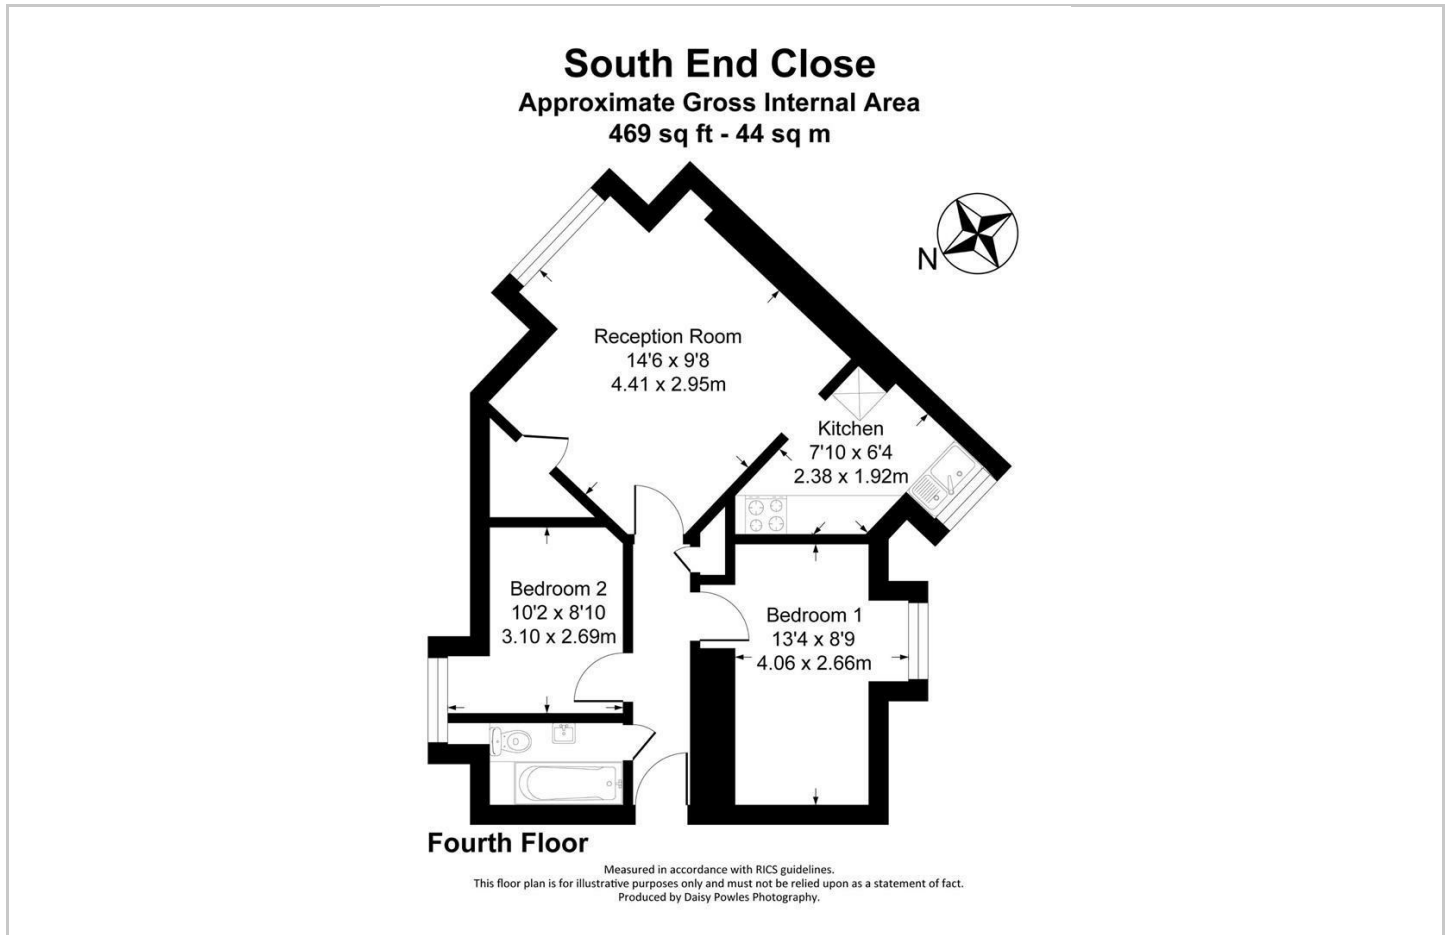 South End Close
Approximate Gross Internal Area
469 sq ft - 44 sq m
N
Reception Room
14'6 x 9'8
4.41 x 2.95m
Kitchen
7'10 x 6'4
2.38 x 1.92m
Bedroom 2
10'2 x 8'10
3.10 x 2.69m
Bedroom 1
13'4 x 8'9
4.06 x 2.66m
Fourth Floor
Measured in accordance with RICS guidelines.
This floor plan is for illustrative purposes only and must not be relied upon as a statement of fact.
Produced by Daisy Powles Photography.